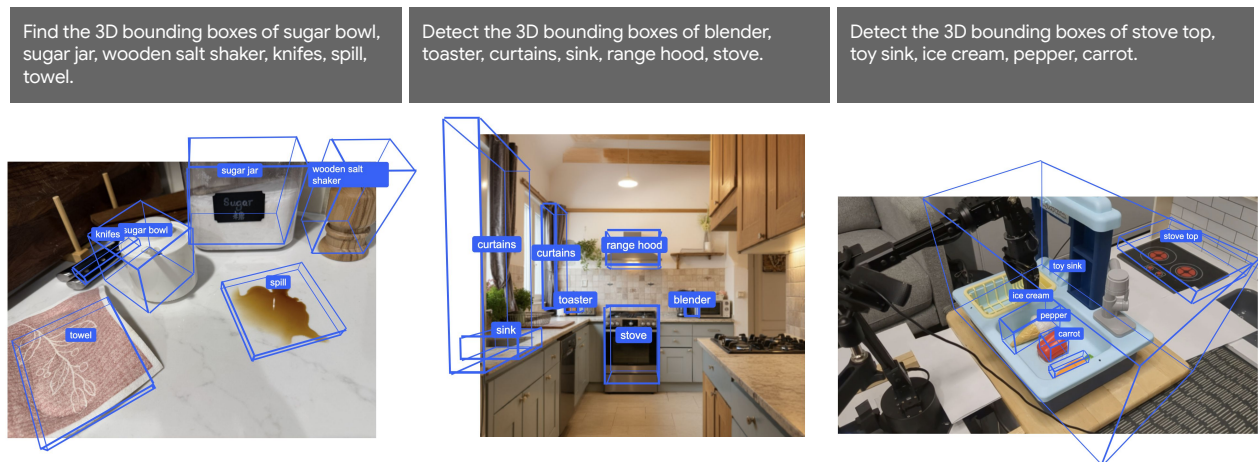 Find the 3D bounding boxes of sugar bowl,
sugar jar, wooden salt shaker, knifes, spill,
towel.
Detect the 3D bounding boxes of blender,
toaster, curtains, sink, range hood, stove.
Detect the 3D bounding boxes of stove top,
toy sink, ice cream, pepper, carrot.
sugar jar
wooden salt
shaker
Sugar
knifes
sugar bowl
spill
towel
curtains
curtains
range hood
toaster
blender
sink
stove
stove top
toy sink
ice cream
pepper
carrot